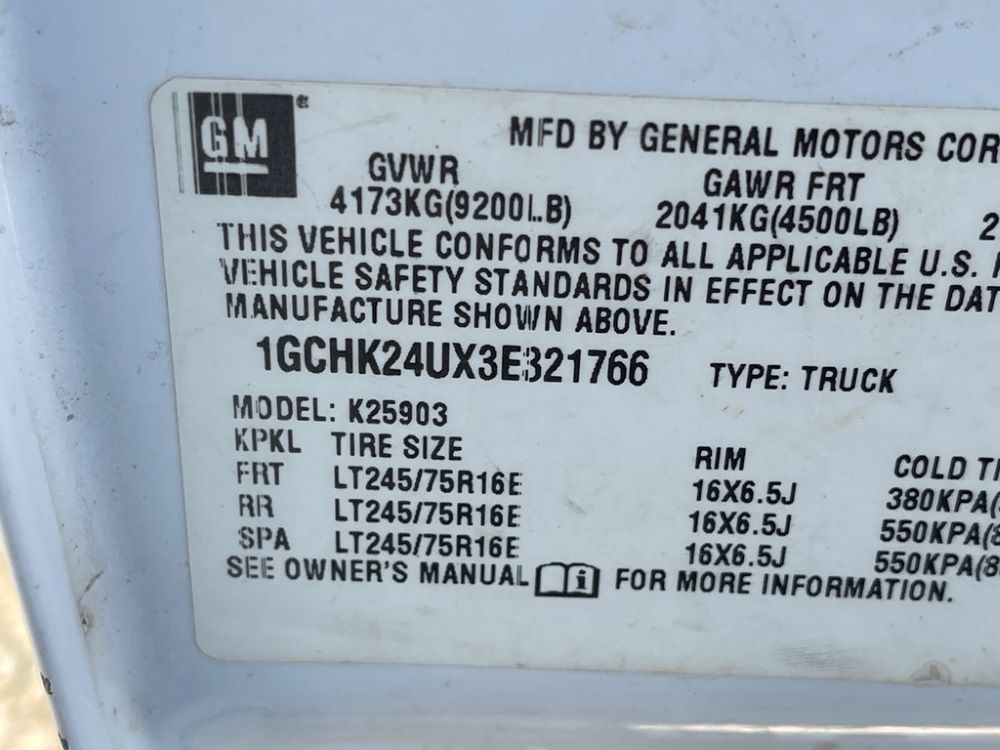 GM ®
MFD BY GENERAL MOTORS COR
GVWR GAWR FRT
4173KG(9200LB) 2041KG(4500LB) 2
THIS VEHICLE CONFORMS TO ALL APPLICABLE U.S.
VEHICLE SAFETY STANDARDS IN EFFECT ON THE DAT
MANUFACTURE SHOWN ABOVE.
1GCHK24UX3E321766 TYPE: TRUCK
MODEL: K25903
KPKL TIRE SIZE RIM COLD TI
FRT LT245/75R16E 16X6.5J 380KPA(
RR LT245/75R16E 16X6.5J 550KPA(8
SPA LT245/75R16E 16X6.5J 550KPA(8
SEE OWNER'S MANUAL i FOR MORE INFORMATION.